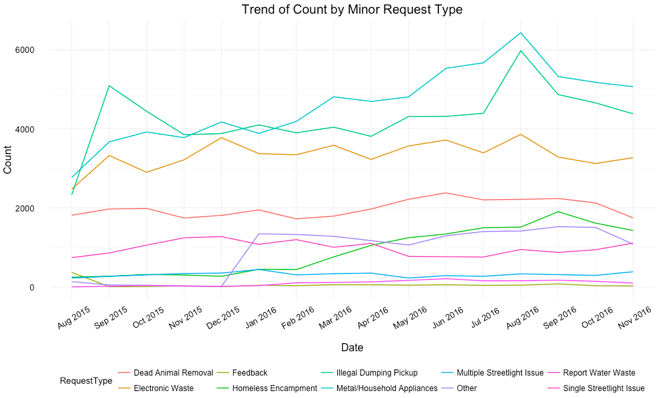 Trend of Count by Minor Request Type
6000
4000
2000
0
Count
Aug 2015 Sep 2015 Oct 2015 Nov 2015 Dec 2015 Jan 2016 Feb 2016 Mar 2016 Apr 2016 May 2016 Jun 2016 Jul 2016 Aug 2016 Sep 2016 Oct 2016 Nov 2016
Date
RequestType
Dead Animal Removal Feedback Illegal Dumping Pickup Multiple Streetlight Issue Report Water Waste
Electronic Waste Homeless Encampment Metal/Household Appliances Other Single Streetlight Issue